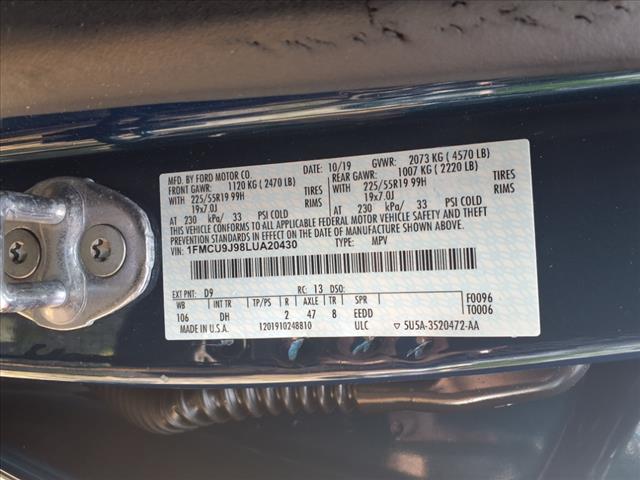 MFD. BY FORD MOTOR CO.
DATE: 10/19 GVWR: 2073 KG ( 4570 LB)
FRONT GAWR: 1120 KG ( 2470 LB) REAR GAWR: 1007 KG ( 2220 LB)
WITH 225/55R19 99H TIRES WITH 225/55R19 99H TIRES
19x7.0J RIMS 19x7.0J RIMS
AT 230 kPa/ 33 PSI COLD AT 230 kPa/ 33 PSI COLD
THIS VEHICLE CONFORMS TO ALL APPLICABLE FEDERAL MOTOR VEHICLE SAFETY AND BUMPER
AND THEFT PREVENTION STANDARDS IN EFFECT ON THE DATE OF MANUFACTURE SHOWN ABOVE.
VIN: 1FMCU9J98LUA20430 TYPE: MPV
EXT PNT: D9 RC: 13 DSO: F0096
WB INT TR TP/PS R AXLE TR SPR T0006
106 DH 2 47 8 EEDD
1201910248810 ULC ▽ 5U5A-3520472-AA